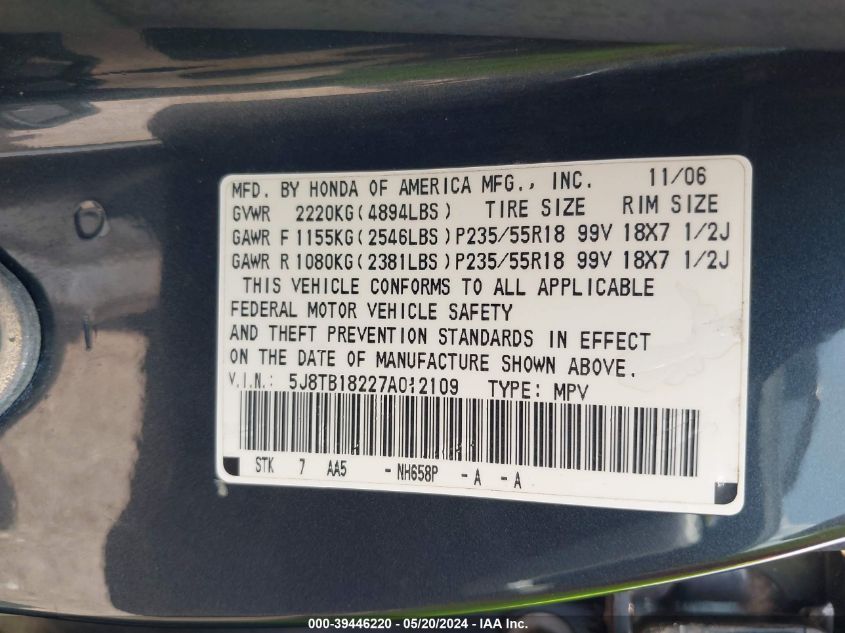 MFD. BY HONDA OF AMERICA MFG., INC. 11/06
GVWR 2220KG(4894LBS) TIRE SIZE RIM SIZE
GAWR F 1155KG(2546LBS) P235/55R18 99V 18X7 1/2J
GAWR R 1080KG(2381LBS) P235/55R18 99V 18X7 1/2J
THIS VEHICLE CONFORMS TO ALL APPLICABLE
FEDERAL MOTOR VEHICLE SAFETY
AND THEFT PREVENTION STANDARDS IN EFFECT
ON THE DATE OF MANUFACTURE SHOWN ABOVE.
V.I.N.: 5J8TB18227A012109 TYPE: MPV
STK 7 AA5 - NH658P - A - A
000-39446220 - 05/20/2024 - IAA Inc.